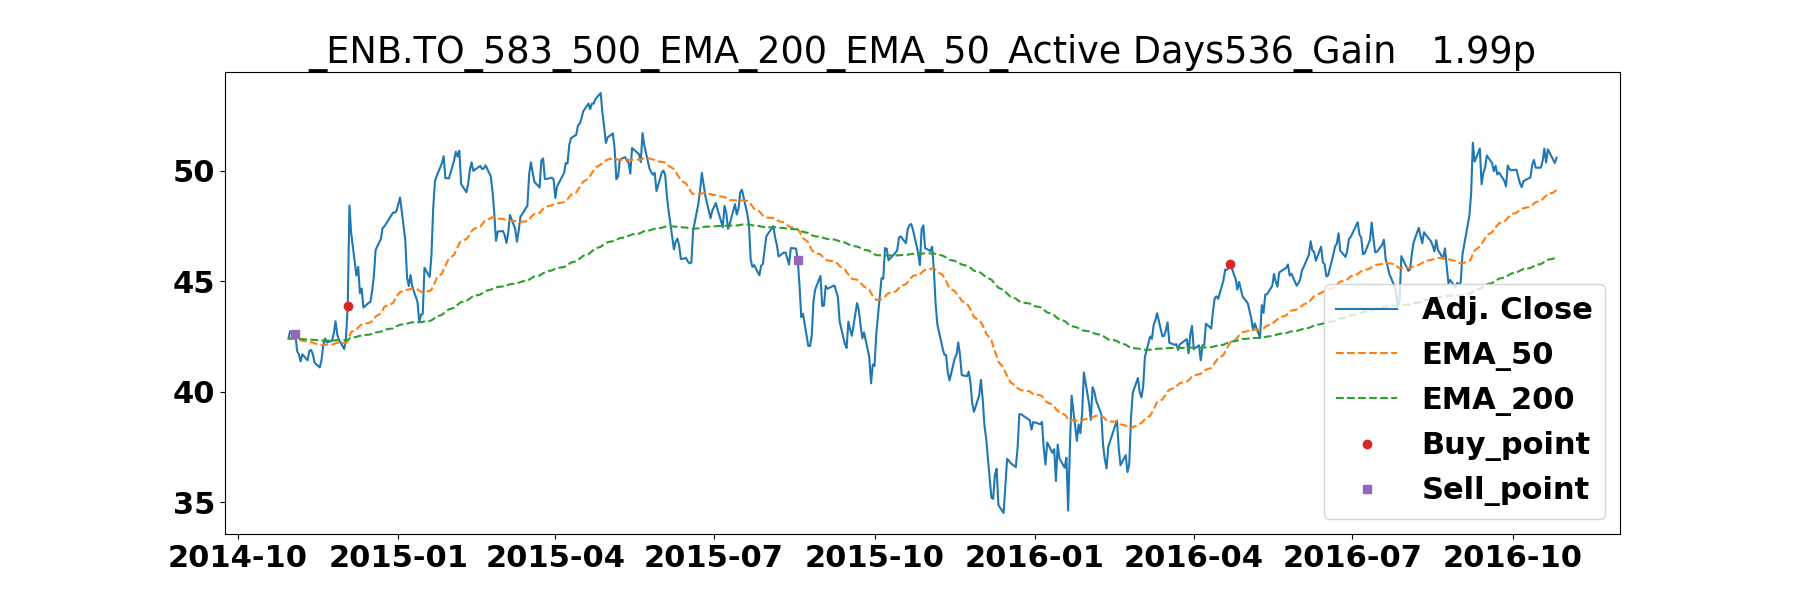 _ENB.TO_583_500_EMA_200_EMA_50_Active Days536_Gain   1.99p
50
45
40
35
2014-10 2015-01 2015-04 2015-07 2015-10 2016-01 2016-04 2016-07 2016-10
Adj. Close
EMA_50
EMA_200
Buy_point
Sell_point